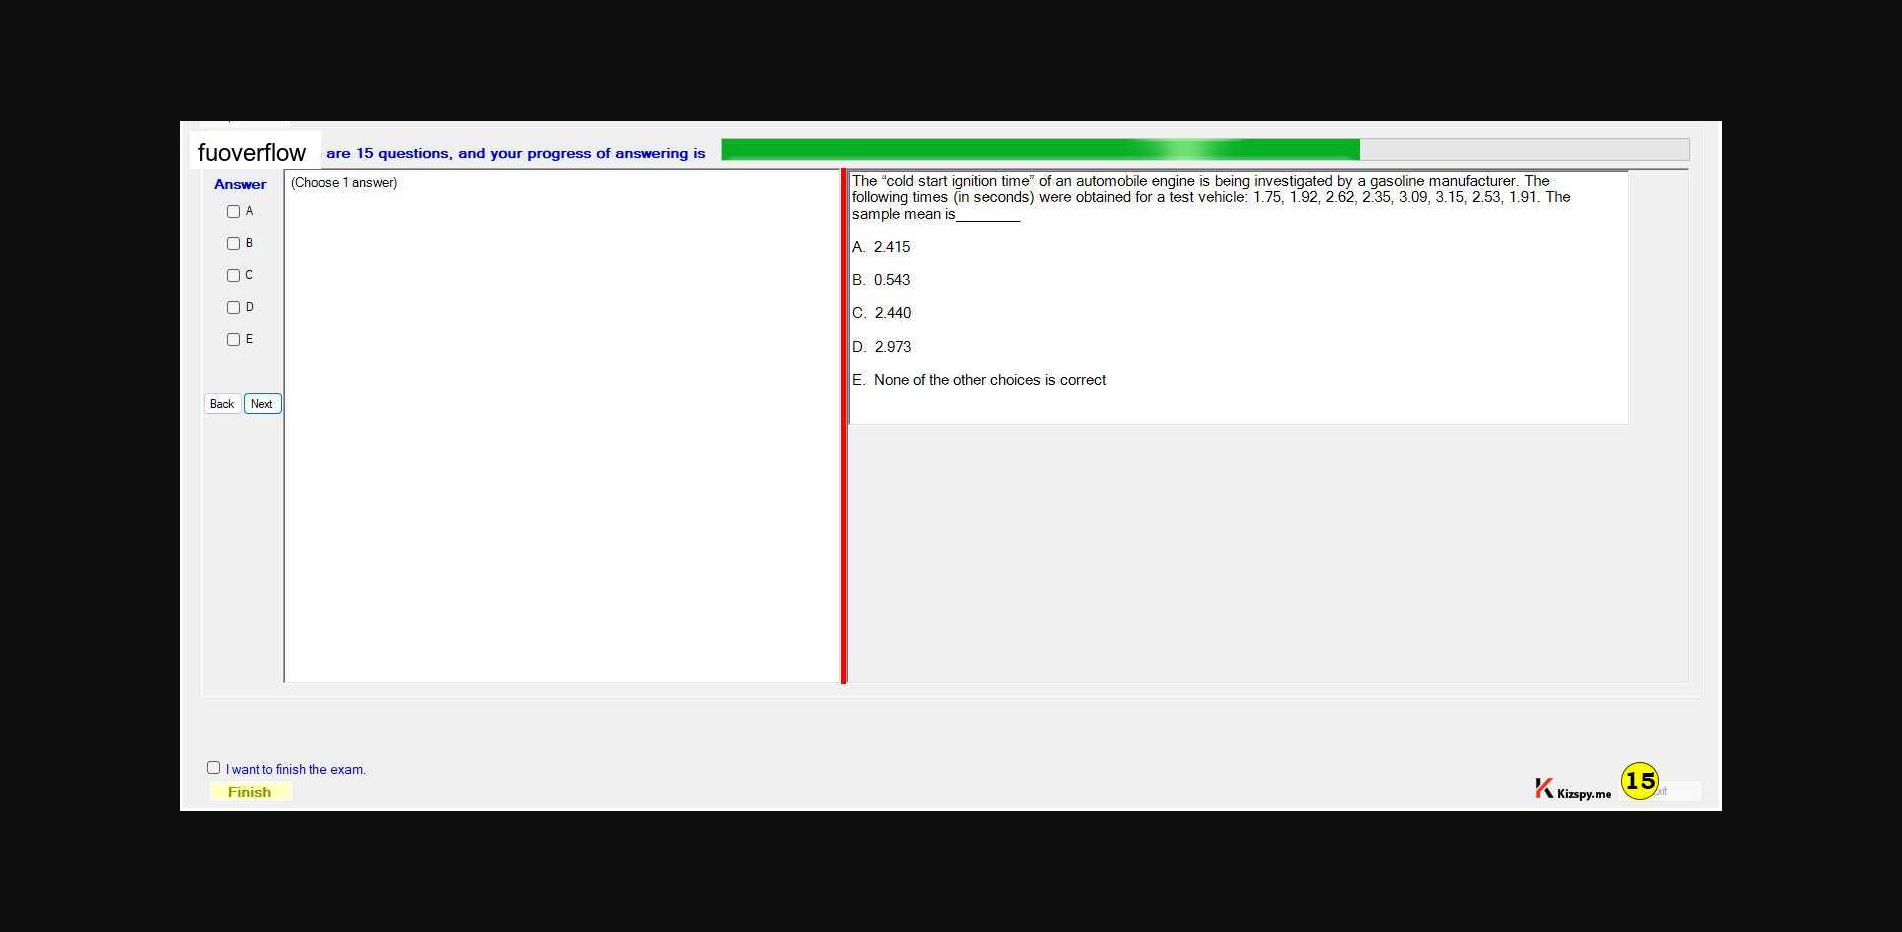 fuoverflow are 15 questions, and your progress of answering is
Answer
(Choose 1 answer)
A
B
C
D
E
Back Next
The “cold start ignition time” of an automobile engine is being investigated by a gasoline manufacturer. The
following times (in seconds) were obtained for a test vehicle: 1.75, 1.92, 2.62, 2.35, 3.09, 3.15, 2.53, 1.91. The
sample mean is________
A. 2.415
B. 0.543
C. 2.440
D. 2.973
E. None of the other choices is correct
I want to finish the exam.
Finish
Kizspy.me
15